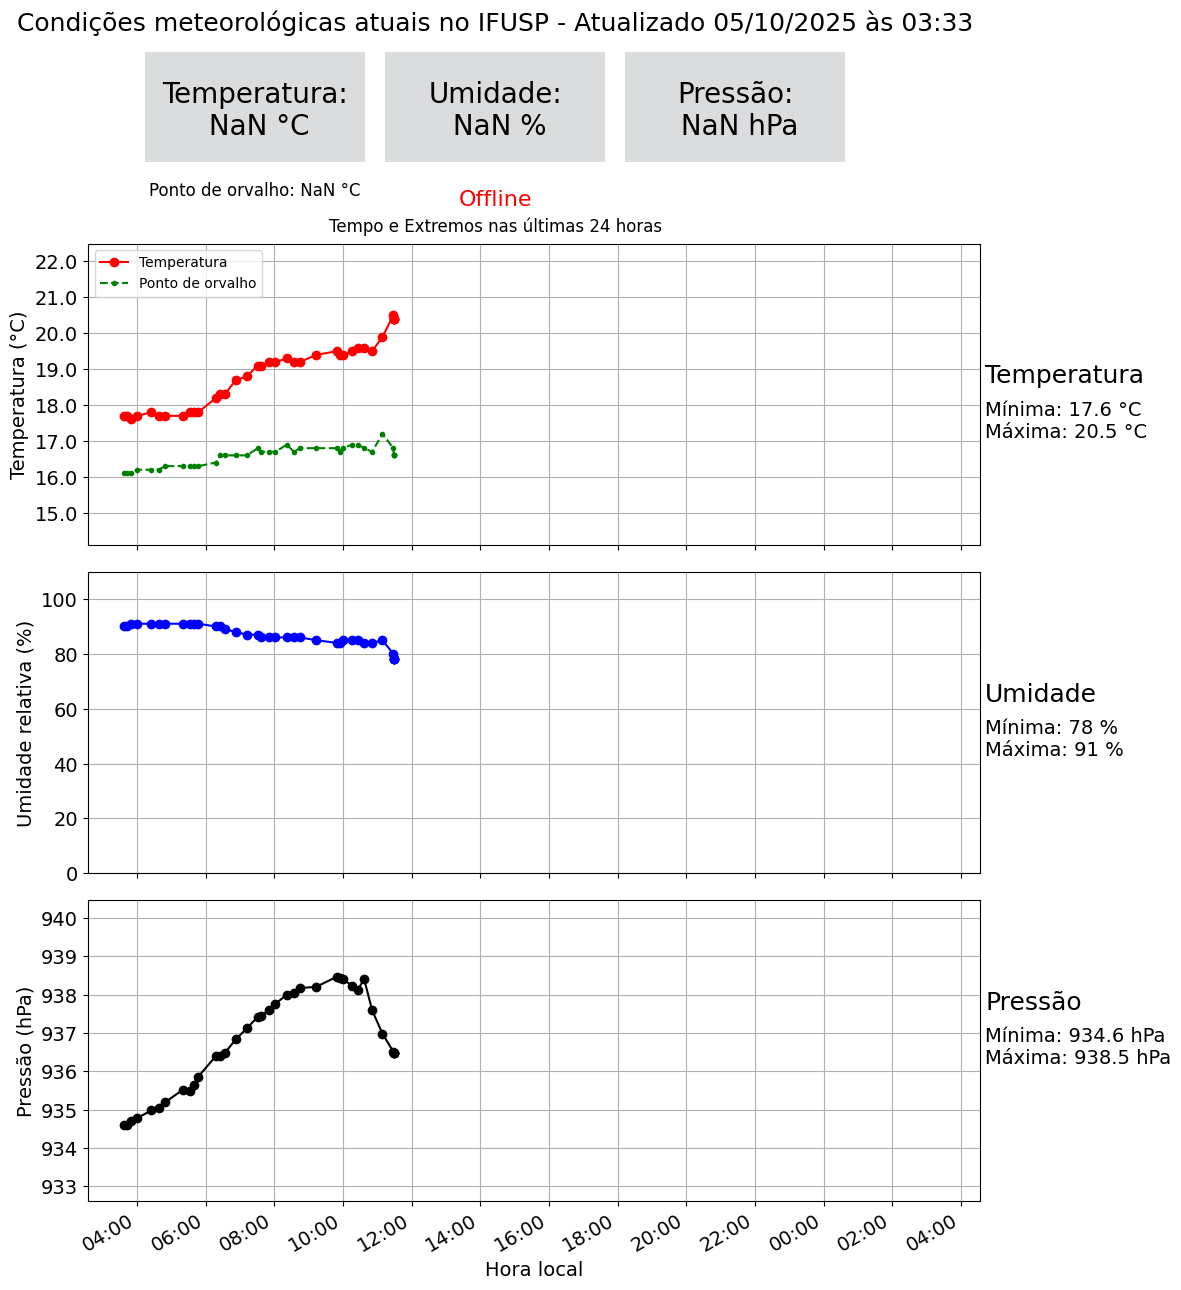 Condições meteorológicas atuais no IFUSP - Atualizado 05/10/2025 às 03:33
Temperatura:
NaN °C
Umidade:
NaN %
Pressão:
NaN hPa
Ponto de orvalho: NaN °C
Offline
Tempo e Extremos nas últimas 24 horas
Temperatura
Ponto de orvalho
22.0
21.0
20.0
19.0
18.0
17.0
16.0
15.0
Temperatura (°C)
Temperatura
Mínima: 17.6 °C
Máxima: 20.5 °C
100
80
60
40
20
0
Umidade relativa (%)
Umidade
Mínima: 78 %
Máxima: 91 %
940
939
938
937
936
935
934
933
Pressão (hPa)
Pressão
Mínima: 934.6 hPa
Máxima: 938.5 hPa
04:00 06:00 08:00 10:00 12:00 14:00 16:00 18:00 20:00 22:00 00:00 02:00 04:00
Hora local